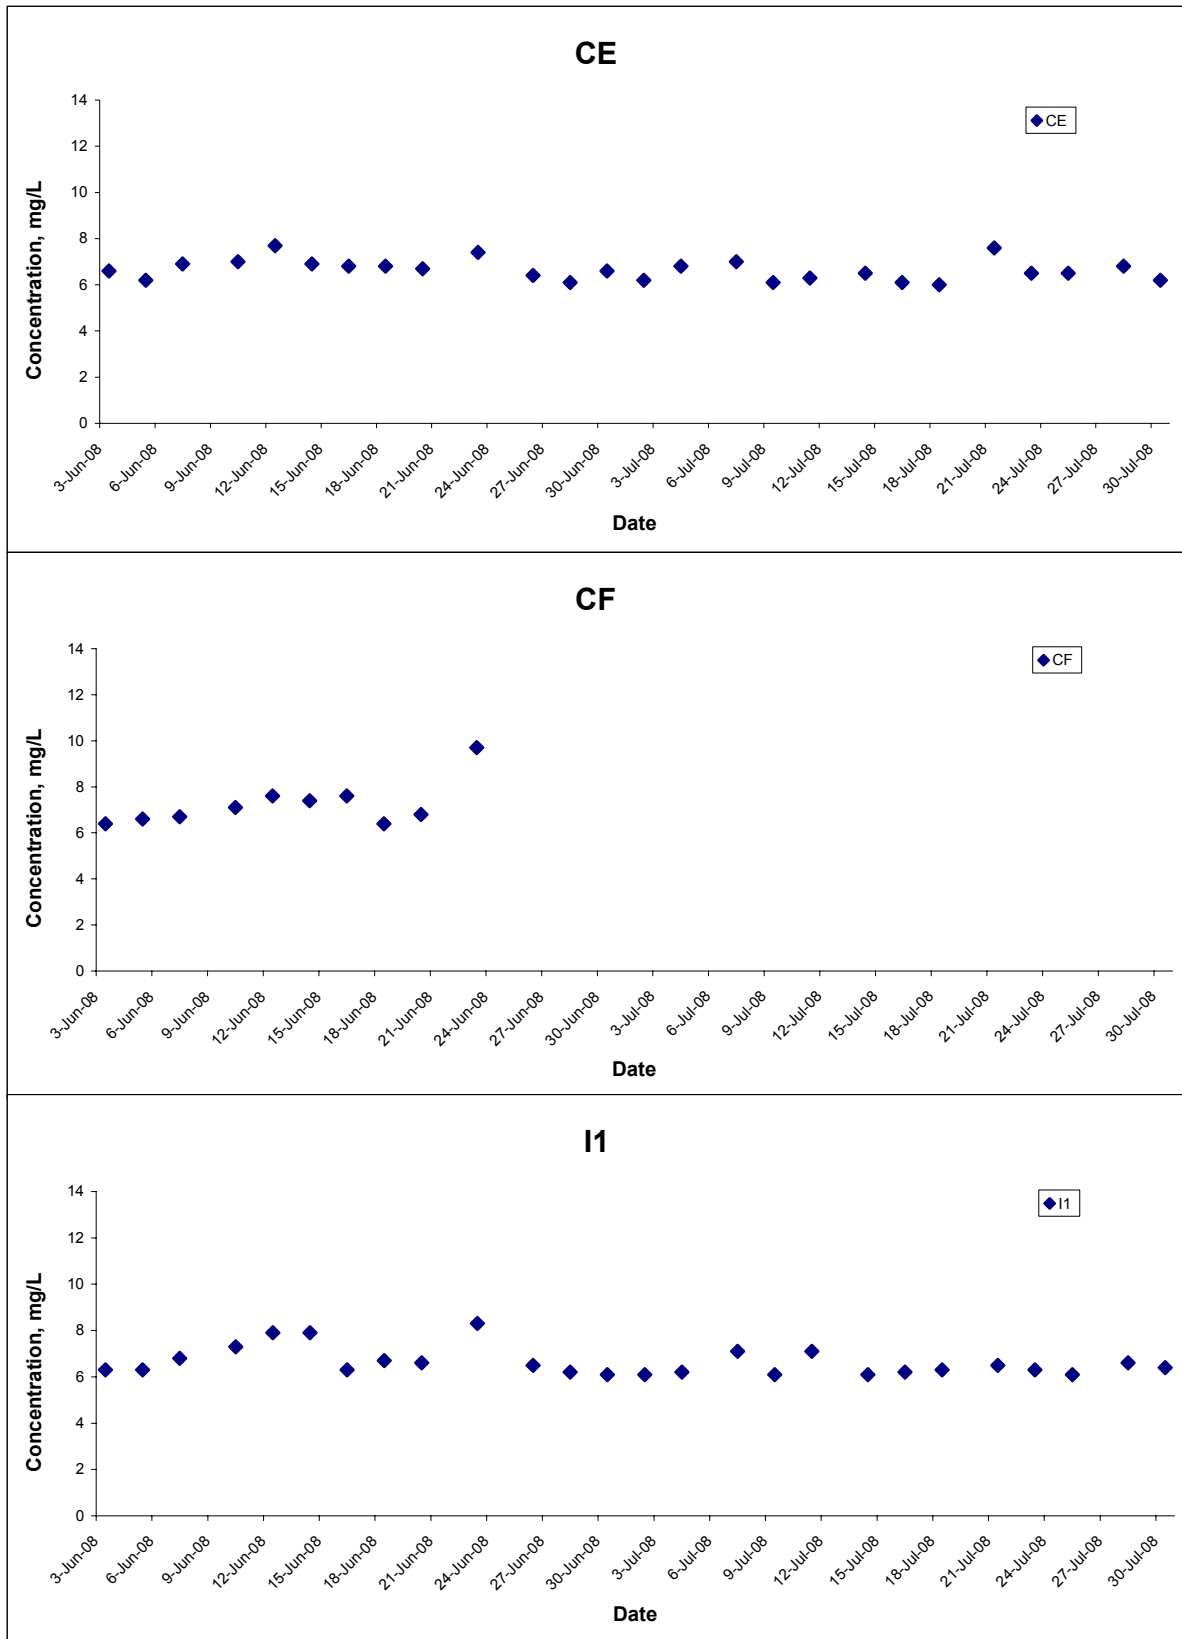 CE
CE
Concentration, mg/L
14
12
10
8
6
4
2
0
3-Jun-08 6-Jun-08 9-Jun-08 12-Jun-08 15-Jun-08 18-Jun-08 21-Jun-08 24-Jun-08 27-Jun-08 30-Jun-08 3-Jul-08 6-Jul-08 9-Jul-08 12-Jul-08 15-Jul-08 18-Jul-08 21-Jul-08 24-Jul-08 27-Jul-08 30-Jul-08
Date
CF
CF
Concentration, mg/L
14
12
10
8
6
4
2
0
3-Jun-08 6-Jun-08 9-Jun-08 12-Jun-08 15-Jun-08 18-Jun-08 21-Jun-08 24-Jun-08 27-Jun-08 30-Jun-08 3-Jul-08 6-Jul-08 9-Jul-08 12-Jul-08 15-Jul-08 18-Jul-08 21-Jul-08 24-Jul-08 27-Jul-08 30-Jul-08
Date
I1
I1
Concentration, mg/L
14
12
10
8
6
4
2
0
3-Jun-08 6-Jun-08 9-Jun-08 12-Jun-08 15-Jun-08 18-Jun-08 21-Jun-08 24-Jun-08 27-Jun-08 30-Jun-08 3-Jul-08 6-Jul-08 9-Jul-08 12-Jul-08 15-Jul-08 18-Jul-08 21-Jul-08 24-Jul-08 27-Jul-08 30-Jul-08
Date